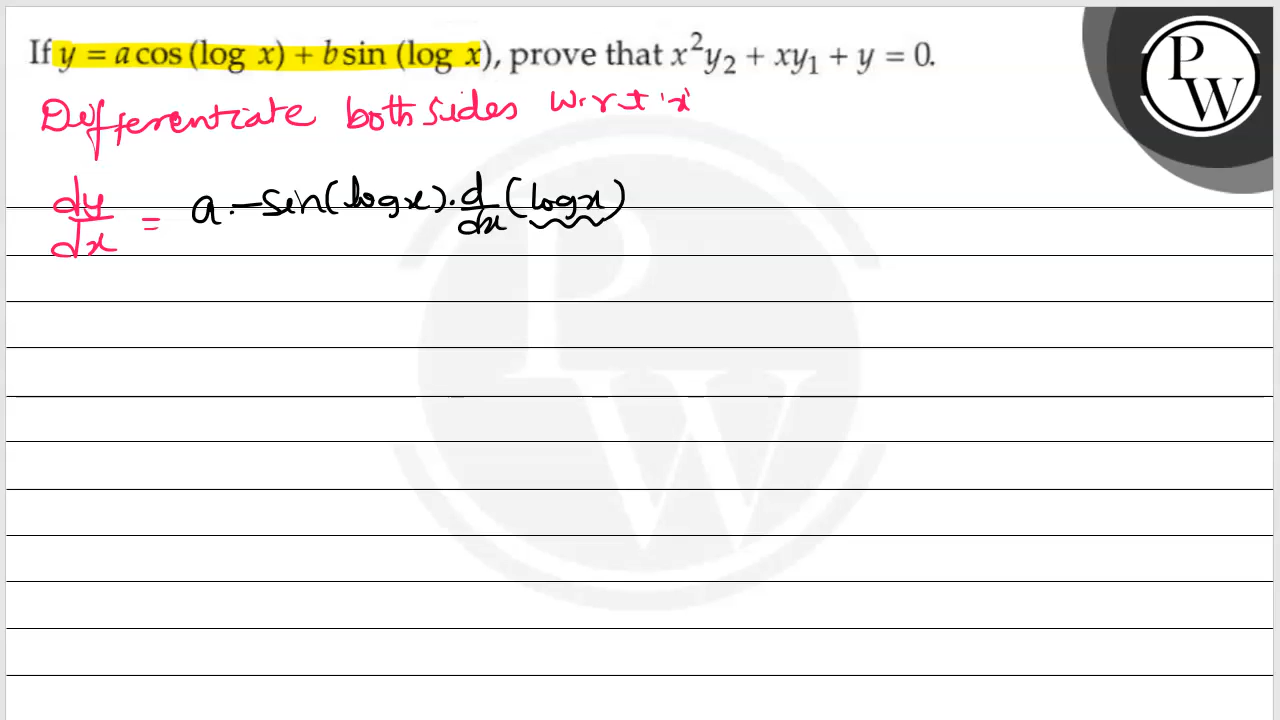 If y = a cos (log x) + b sin (log x), prove that x²y₂ + xy₁ + y = 0.
Differentiate both sides w.r.t 'x'
dy/dx = a.-sin(logx).d/dx(logx)
P
W
P
W